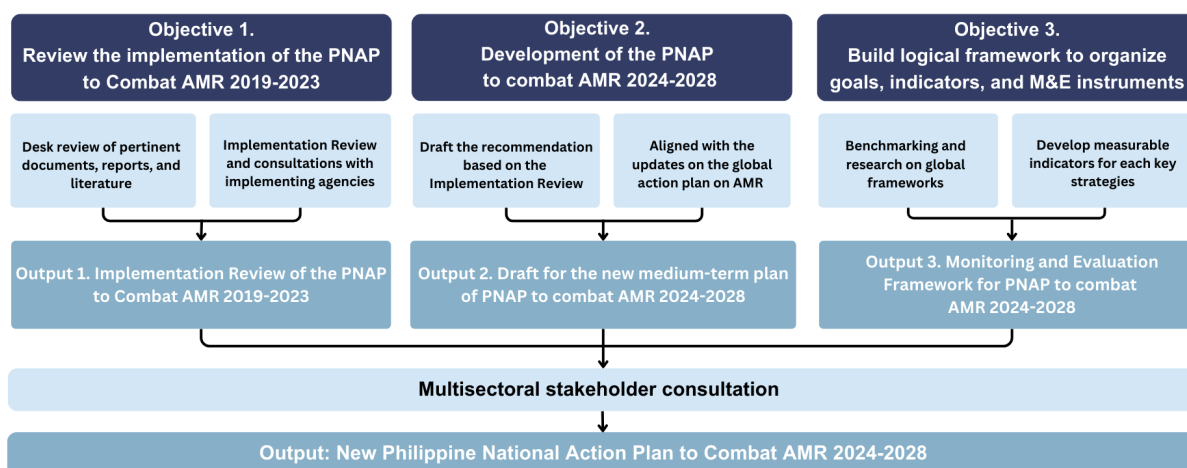 Objective 1.
Review the implementation of the PNAP
to Combat AMR 2019-2023
Objective 2.
Development of the PNAP
to combat AMR 2024-2028
Objective 3.
Build logical framework to organize
goals, indicators, and M&E instruments
Desk review of pertinent
documents, reports, and
literature
Implementation Review
and consultations with
implementing agencies
Draft the recommendation
based on the
Implementation Review
Aligned with the
updates on the global
action plan on AMR
Benchmarking and
research on global
frameworks
Develop measurable
indicators for each key
strategies
Output 1. Implementation Review of the PNAP
to Combat AMR 2019-2023
Output 2. Draft for the new medium-term plan
of PNAP to combat AMR 2024-2028
Output 3. Monitoring and Evaluation
Framework for PNAP to combat
AMR 2024-2028
Multisectoral stakeholder consultation
Output: New Philippine National Action Plan to Combat AMR 2024-2028